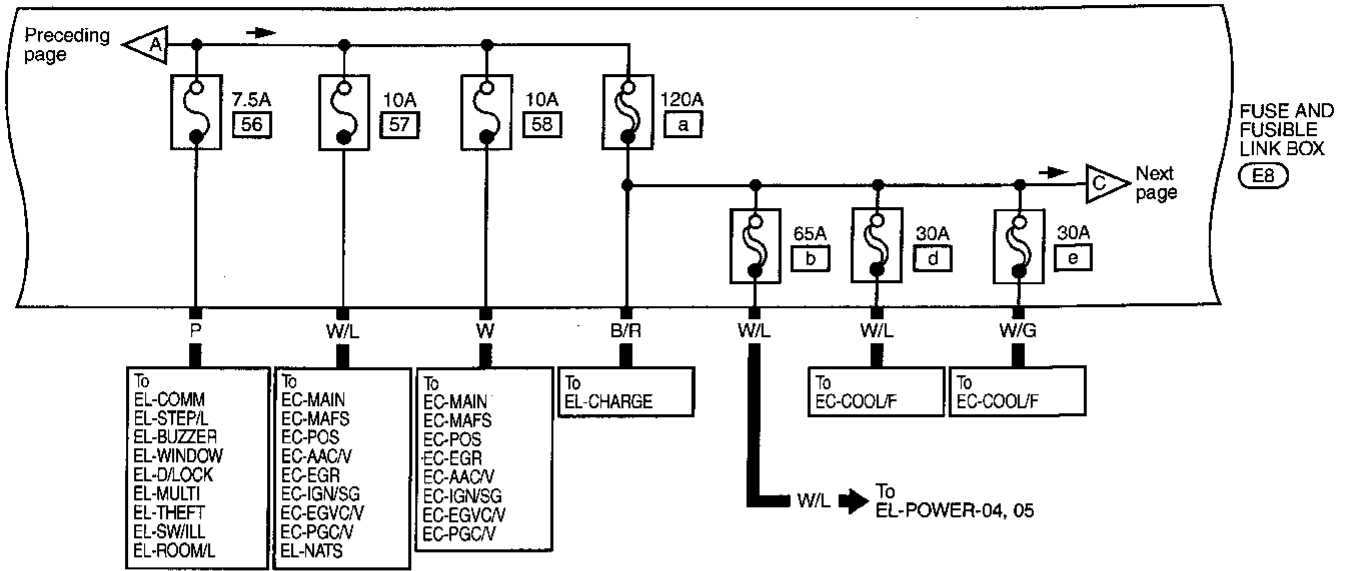 Preceding
page
A
7.5A
56
10A
57
10A
58
120A
a
FUSE AND
FUSIBLE
LINK BOX
E8
C
Next
page
65A
b
30A
d
30A
e
P
W/L
W
B/R
W/L
W/L
W/G
To
EL-COMM
EL-STEP/L
EL-BUZZER
EL-WINDOW
EL-D/LOCK
EL-MULTI
EL-THEFT
EL-SW/ILL
EL-ROOM/L
To
EC-MAIN
EC-MAFS
EC-POS
EC-AAC/V
EC-EGR
EC-IGN/SG
EC-EGVC/V
EC-PGC/V
EL-NATS
To
EC-MAIN
EC-MAFS
EC-POS
EC-EGR
EC-AAC/V
EC-IGN/SG
EC-EGVC/V
EC-PGC/V
To
EL-CHARGE
To
EC-COOL/F
To
EC-COOL/F
W/L
To
EL-POWER-04, 05